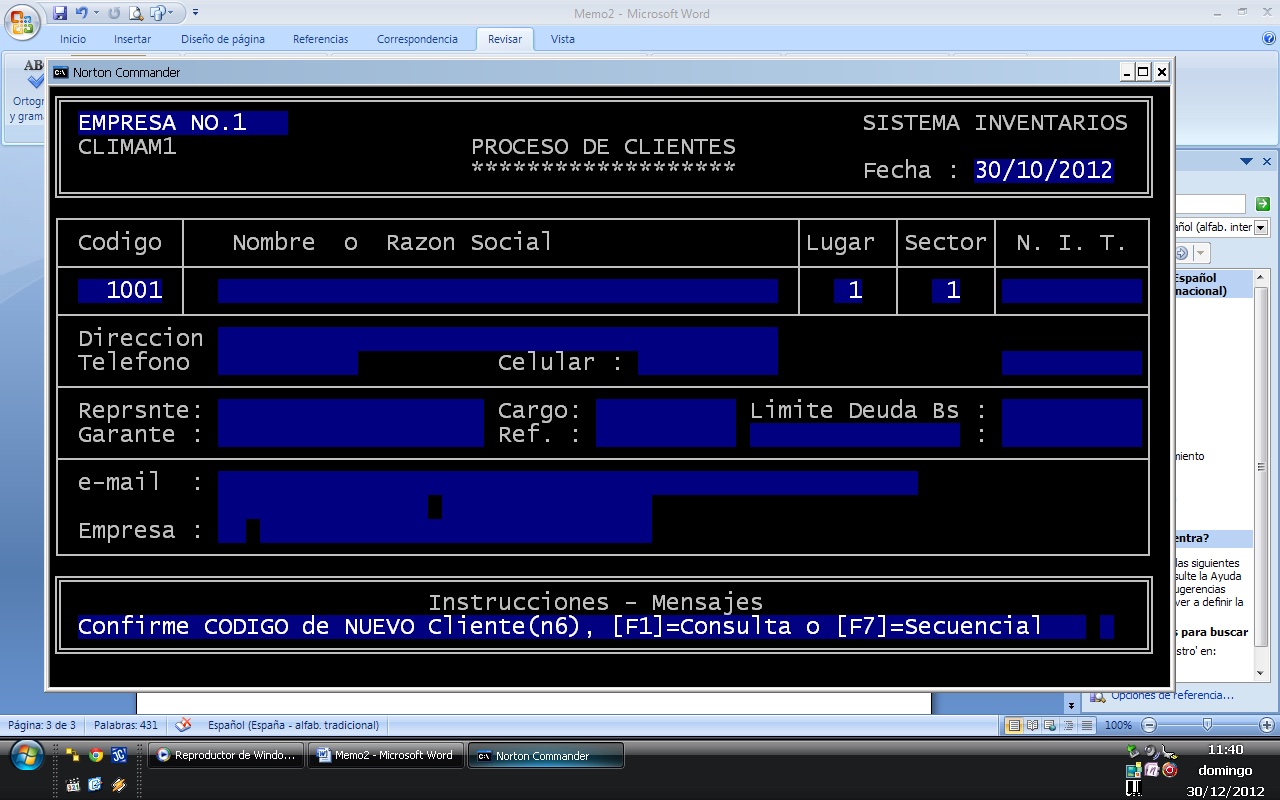 Memo2 - Microsoft Word
Inicio Insertar Diseño de página Referencias Correspondencia Revisar Vista
Ortogr
y gram
Norton Commander
EMPRESA NO.1 SISTEMA INVENTARIOS
CLIMAM1 PROCESO DE CLIENTES
*******************
Fecha : 30/10/2012
Codigo Nombre o Razon Social Lugar Sector N. I. T.
1001 1 1
Direccion
Telefono Celular :
Reprsnte: Cargo: Limite Deuda Bs :
Garante : Ref. : :
e-mail :
Empresa :
Instrucciones - Mensajes
Confirme CODIGO de NUEVO Cliente(n6), [F1]=Consulta o [F7]=Secuencial
ñol (alfab. inter
Español
nacional)
miento
entra?
las siguientes
sulte la Ayuda
ugerencias
ver a definir la
s para buscar
stro' en:
Opciones de referencia...
Página: 3 de 3 Palabras: 431 Español (España - alfab. tradicional) 100%
Reproductor de Windo... Memo2 - Microsoft Word Norton Commander
11:40
domingo
30/12/2012